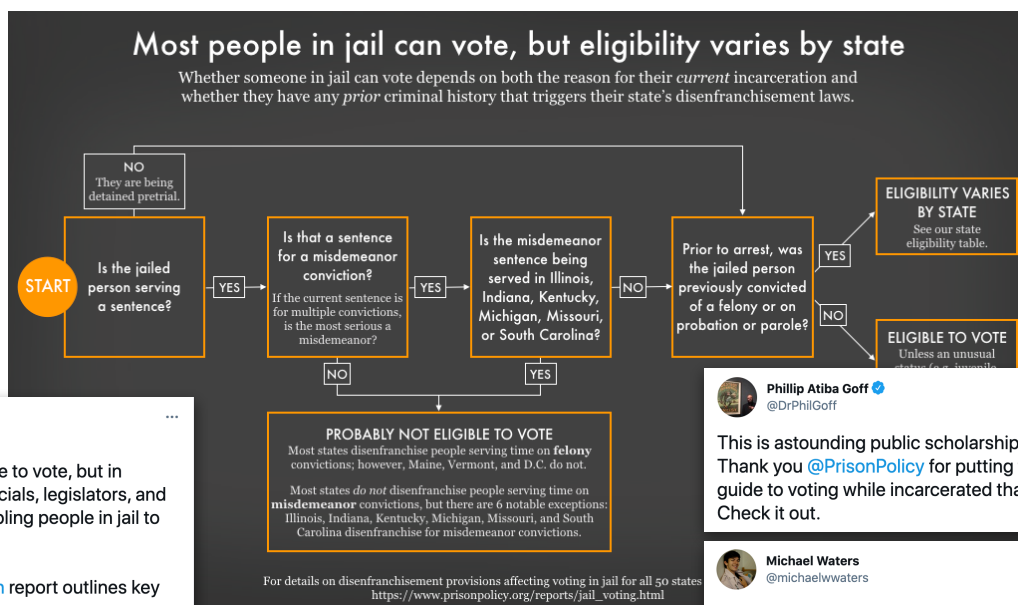 Most people in jail can vote, but eligibility varies by state
Whether someone in jail can vote depends on both the reason for their current incarceration and
whether they have any prior criminal history that triggers their state's disenfranchisement laws.
NO
They are being
detained pretrial.
START
Is the jailed
person serving
a sentence?
YES
Is that a sentence
for a misdemeanor
conviction?
If the current sentence is
for multiple convictions,
is the most serious a
misdemeanor?
YES
Is the misdemeanor
sentence being
served in Illinois,
Indiana, Kentucky,
Michigan, Missouri,
or South Carolina?
NO
Prior to arrest, was
the jailed person
previously convicted
of a felony or on
probation or parole?
YES
ELIGIBILITY VARIES
BY STATE
See our state
eligibility table.
NO
ELIGIBLE TO VOTE
Unless an unusual
NO
YES
PROBABLY NOT ELIGIBLE TO VOTE
Most states disenfranchise people serving time on felony
convictions; however, Maine, Vermont, and D.C. do not.
Most states do not disenfranchise people serving time on
misdemeanor convictions, but there are 6 notable exceptions:
Illinois, Indiana, Kentucky, Michigan, Missouri, and South
Carolina disenfranchise for misdemeanor convictions.
For details on disenfranchisement provisions affecting voting in jail for all 50 states
https://www.prisonpolicy.org/reports/jail_voting.html
...
e to vote, but in
cials, legislators, and
bling people in jail to
report outlines key
Phillip Atiba Goff
@DrPhilGoff
This is astounding public scholarship
Thank you @PrisonPolicy for putting
guide to voting while incarcerated tha
Check it out.
Michael Waters
@michaelwwaters